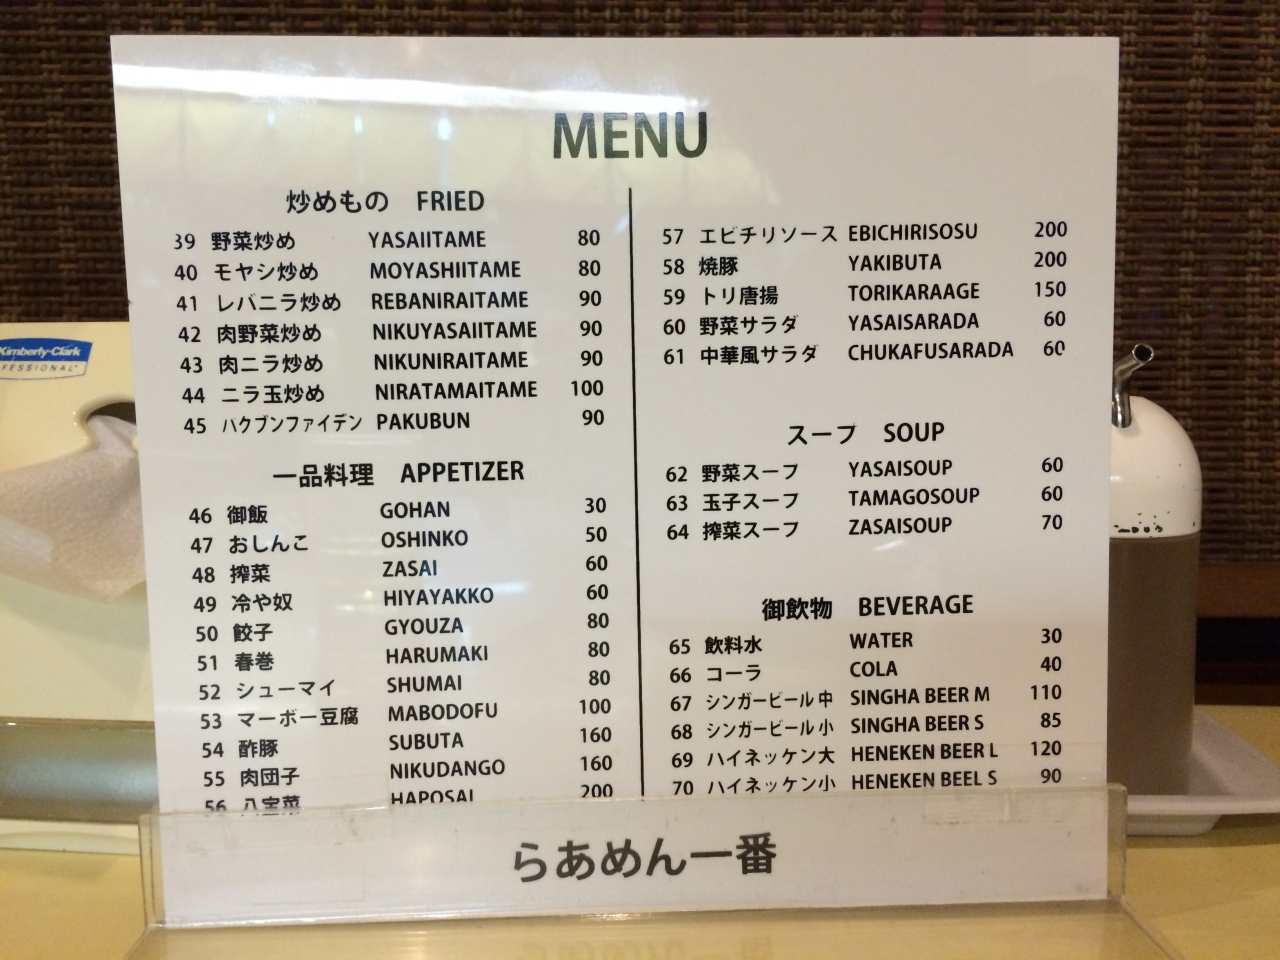 MENU
炒めもの FRIED
39 野菜炒め YASAIITAME 80
40 モヤシ炒め MOYASHIITAME 80
41 レバニラ炒め REBANIRAITAME 90
42 肉野菜炒め NIKUYASAIITAME 90
43 肉ニラ炒め NIKUNIRAITAME 90
44 ニラ玉炒め NIRATAMAITAME 100
45 ハクブンファイデン PAKUBUN 90
一品料理 APPETIZER
46 御飯 GOHAN 30
47 おしんこ OSHINKO 50
48 搾菜 ZASAI 60
49 冷や奴 HIYAYAKKO 60
50 餃子 GYOUZA 80
51 春巻 HARUMAKI 80
52 シューマイ SHUMAI 80
53 マーボー豆腐 MABODOFU 100
54 酢豚 SUBUTA 160
55 肉団子 NIKUDANGO 160
56 八宝菜 HAPOSAI 200
57 エビチリソース EBICHIRISOSU 200
58 焼豚 YAKIBUTA 200
59 トリ唐揚 TORIKARAAGE 150
60 野菜サラダ YASAISARADA 60
61 中華風サラダ CHUKAFUSARADA 60
スープ SOUP
62 野菜スープ YASAISOUP 60
63 玉子スープ TAMAGOSOUP 60
64 搾菜スープ ZASAISOUP 70
御飲物 BEVERAGE
65 飲料水 WATER 30
66 コーラ COLA 40
67 シンガービール中 SINGHA BEER M 110
68 シンガービール小 SINGHA BEER S 85
69 ハイネッケン大 HENEKEN BEER L 120
70 ハイネッケン小 HENEKEN BEEL S 90
らあめん一番
Kimberly-Clark
FESSIONAL